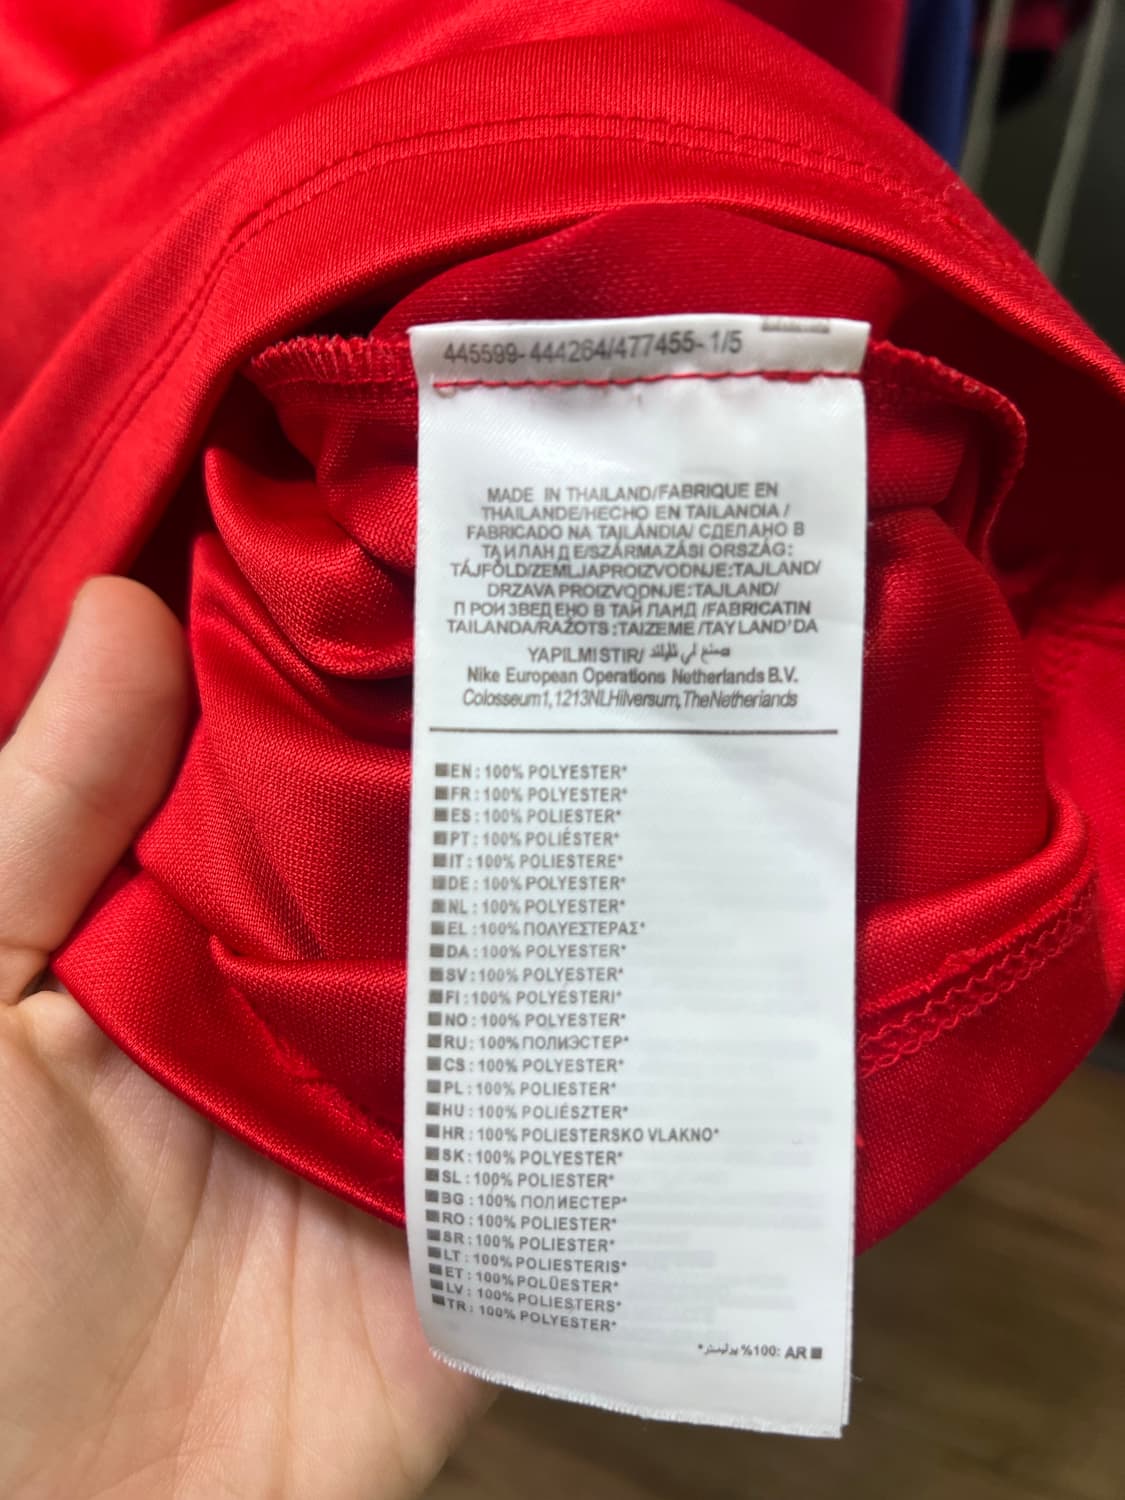 445599-444264/477455-1/5
MADE IN THAILAND/FABRIQUE EN
THAILANDE/HECHO EN TAILANDIA /
FABRICADO NA TAILÂNDIA/ СДЕЛАНО В
ТАИЛАНДЕ/SZÁRMAZÁSI ORSZÁG:
TÁJFÖLD/ZEMLJAPROIZVODNJE:TAJLAND/
DRZAVA PROIZVODNJE:TAJLAND/
ПРОИЗВЕДЕНО В ТАЙЛАНД /FABRICATIN
TAILANDA/RAŽOTS:TAIZEME/TAYLAND'DA
YAPILMISTIR/ صنع في تايلاند
Nike European Operations Netherlands B.V.
Colosseum1, 1213NLHilversum, TheNetherlands
EN : 100% POLYESTER*
FR : 100% POLYESTER*
ES : 100% POLIESTER*
PT : 100% POLIÉSTER*
IT : 100% POLIESTERE*
DE : 100% POLYESTER*
NL : 100% POLYESTER*
EL : 100% ΠΟΛΥΕΣΤΕΡΑΣ*
DA : 100% POLYESTER*
SV : 100% POLYESTER*
FI : 100% POLYESTERI*
NO : 100% POLYESTER*
RU : 100% ПОЛИЭСТЕР*
CS : 100% POLYESTER*
PL : 100% POLIESTER*
HU : 100% POLIÉSZTER*
HR : 100% POLIESTERSKO VLAKNO*
SK : 100% POLYESTER*
SL : 100% POLIESTER*
BG : 100% ПОЛИЕСТЕР*
RO : 100% POLIESTER*
SR : 100% POLIESTER*
LT : 100% POLIESTERIS*
ET : 100% POLÜESTER*
LV : 100% POLIESTERS*
TR : 100% POLYESTER*
*بوليستر %100: AR